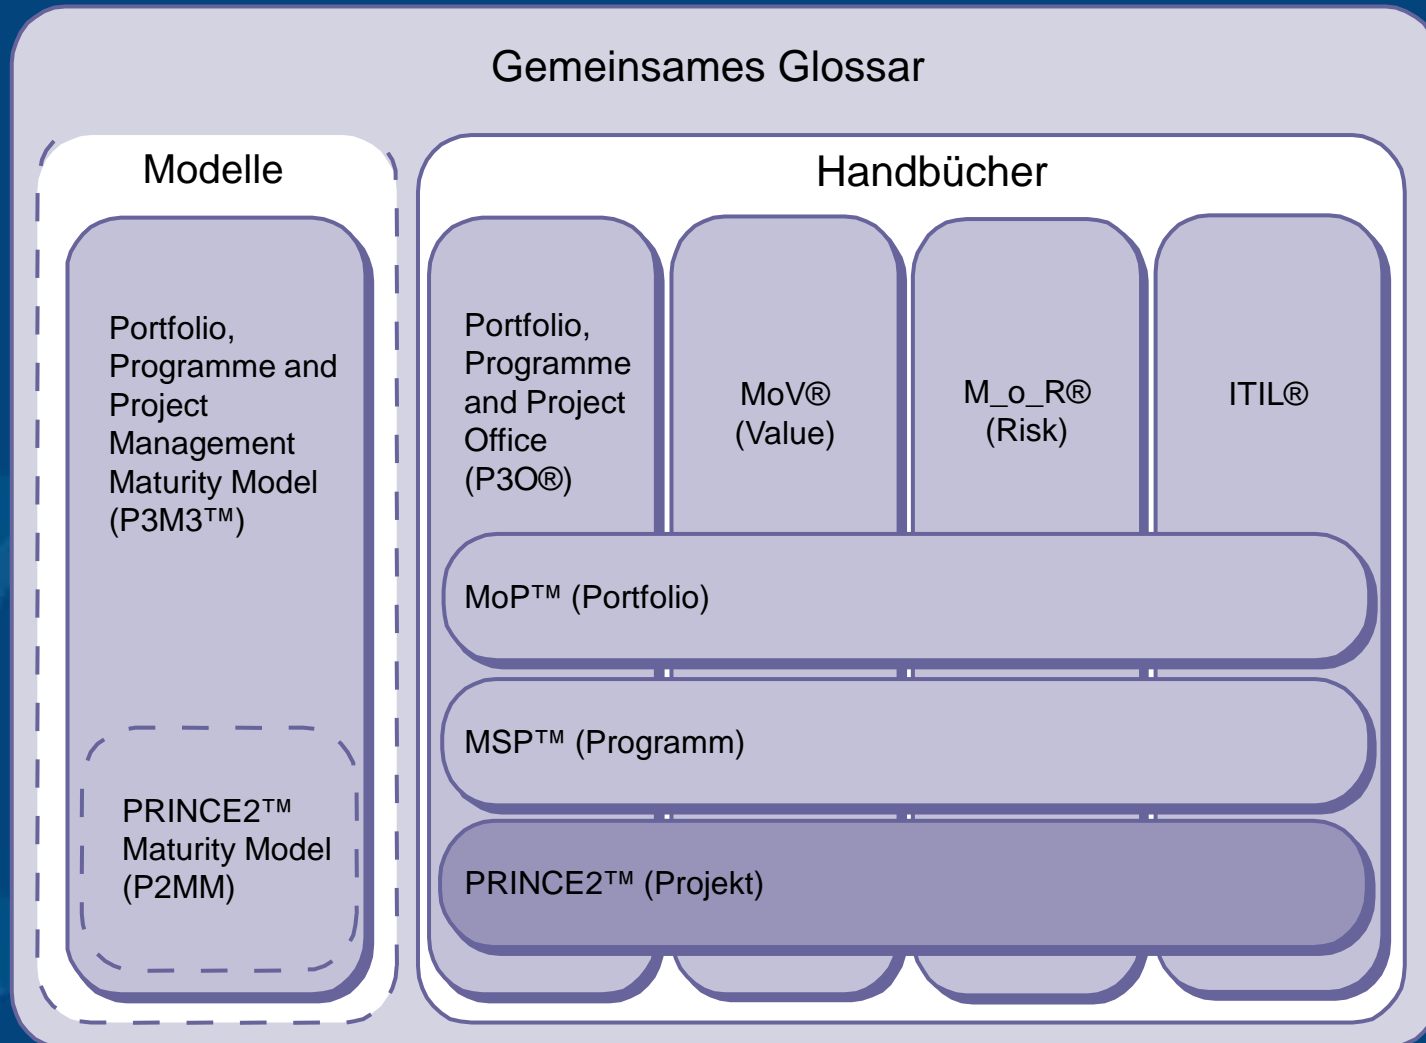 Gemeinsames Glossar
Modelle
Portfolio,
Programme and
Project
Management
Maturity Model
(P3M3™)
PRINCE2™
Maturity Model
(P2MM)
Handbücher
Portfolio,
Programme
and Project
Office
(P3O®)
MoV®
(Value)
M_o_R®
(Risk)
ITIL®
MoP™ (Portfolio)
MSP™ (Programm)
PRINCE2™ (Projekt)